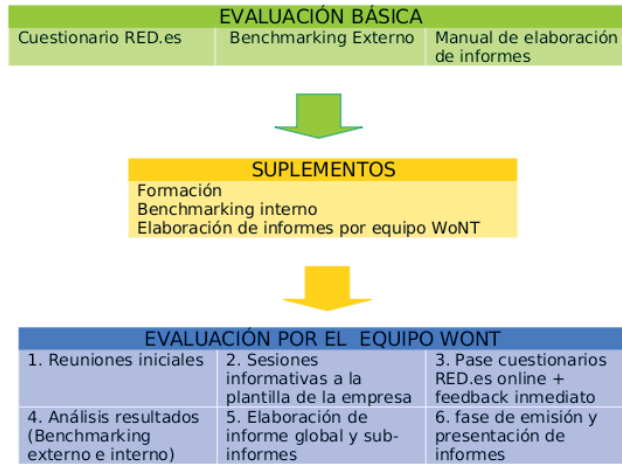 EVALUACIÓN BÁSICA
Cuestionario RED.es
Benchmarking Externo
Manual de elaboración
de informes
SUPLEMENTOS
Formación
Benchmarking interno
Elaboración de informes por equipo WoNT
EVALUACIÓN POR EL EQUIPO WONT
1. Reuniones iniciales
2. Sesiones
informativas a la
plantilla de la empresa
3. Pase cuestionarios
RED.es online +
feedback inmediato
4. Análisis resultados
(Benchmarking
externo e interno)
5. Elaboración de
informe global y sub-
informes
6. fase de emisión y
presentación de
informes